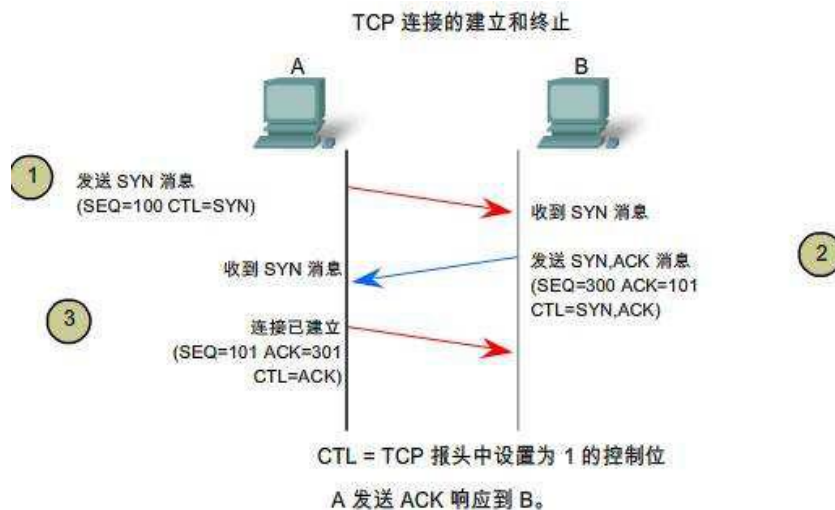 TCP 连接的建立和终止
A
B
1
发送 SYN 消息
(SEQ=100 CTL=SYN)
收到 SYN 消息
发送 SYN,ACK 消息
(SEQ=300 ACK=101
CTL=SYN,ACK)
2
收到 SYN 消息
3
连接已建立
(SEQ=101 ACK=301
CTL=ACK)
CTL = TCP 报头中设置为 1 的控制位
A 发送 ACK 响应到 B。